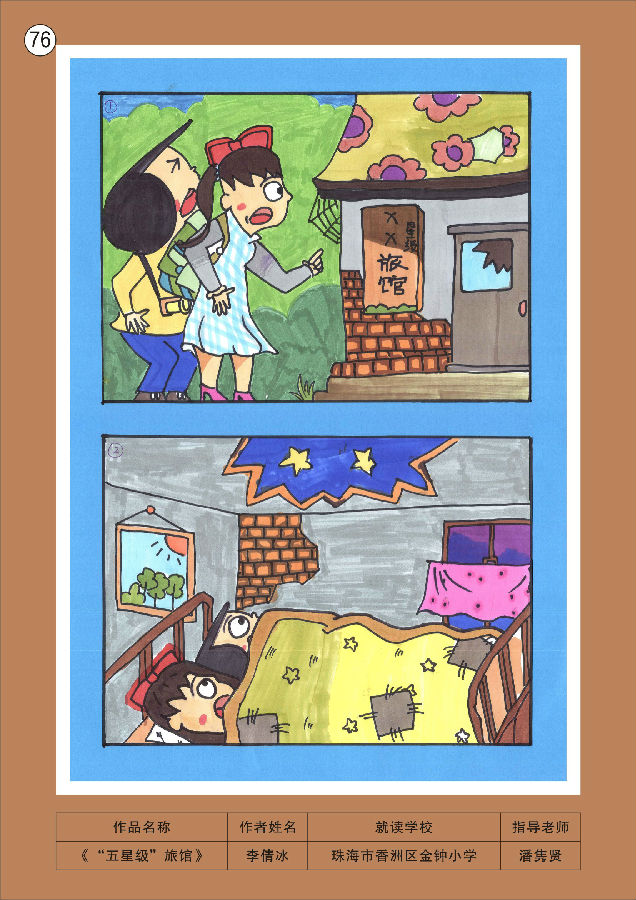 76
①
××
星级
旅馆
②
作品名称 作者姓名 就读学校 指导老师
《“五星级”旅馆》 李倩冰 珠海市香洲区金钟小学 潘隽贤